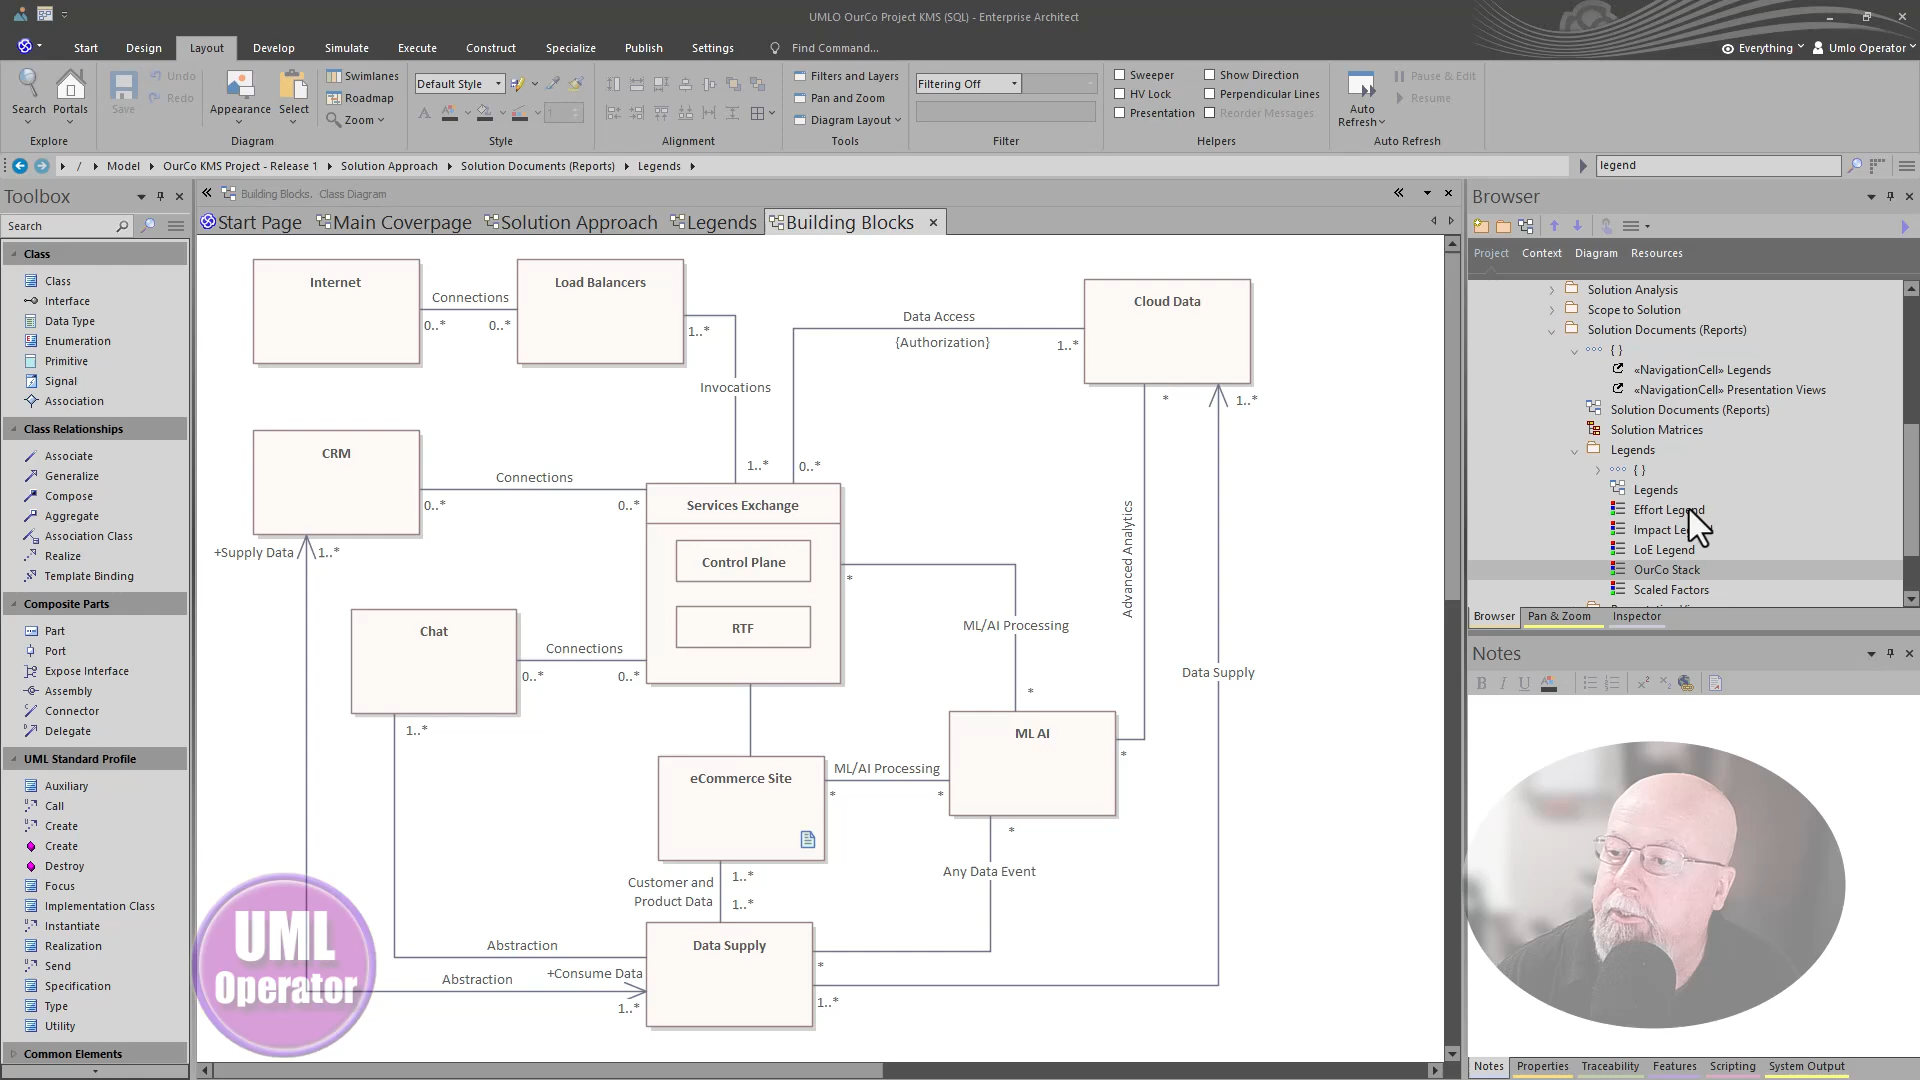 UMLO OurCo Project KMS (SQL) - Enterprise Architect
Start Design Layout Develop Simulate Execute Construct Specialize Publish Settings Find Command... Everything Umlo Operator
Search Portals Save Undo Redo Appearance Select Swimlanes Roadmap Zoom
Explore Diagram
Default Style 1
Style Alignment
Filters and Layers
Pan and Zoom
Diagram Layout
Tools
Filtering Off
Filter
Sweeper Show Direction
HV Lock Perpendicular Lines
Presentation Reorder Messages
Helpers
Auto Refresh Pause & Edit Resume
Auto Refresh
/ Model OurCo KMS Project - Release 1 Solution Approach Solution Documents (Reports) Legends
legend
Toolbox
Search
Class
Class
Interface
Data Type
Enumeration
Primitive
Signal
Association
Class Relationships
Associate
Generalize
Compose
Aggregate
Association Class
Realize
Template Binding
Composite Parts
Part
Port
Expose Interface
Assembly
Connector
Delegate
UML Standard Profile
Auxiliary
Call
Create
Create
Destroy
Focus
Implementation Class
Instantiate
Realization
Send
Specification
Type
Utility
Common Elements
Building Blocks. Class Diagram
Start Page Main Coverpage Solution Approach Legends Building Blocks
Internet
Connections
0..* 0..*
Load Balancers
1..*
Invocations
1..*
Data Access
{Authorization}
1..*
0..*
Cloud Data
* 1..*
CRM
Connections
0..* 0..*
+Supply Data 1..*
Services Exchange
Control Plane
RTF
*
ML/AI Processing
*
Advanced Analytics
*
Data Supply
Chat
Connections
0..* 0..*
1..*
eCommerce Site
ML/AI Processing
* *
ML AI
*
Any Data Event
Customer and
Product Data
1..*
1..*
Data Supply
*
1..*
Abstraction
Abstraction
+Consume Data
1..*
UML
Operator
Browser
Project Context Diagram Resources
Solution Analysis
Scope to Solution
Solution Documents (Reports)
{ }
«NavigationCell» Legends
«NavigationCell» Presentation Views
Solution Documents (Reports)
Solution Matrices
Legends
{ }
Legends
Effort Legend
Impact Le
LoE Legend
OurCo Stack
Scaled Factors
Browser Pan & Zoom Inspector
Notes
B I U A
Notes Properties Traceability Features Scripting System Output